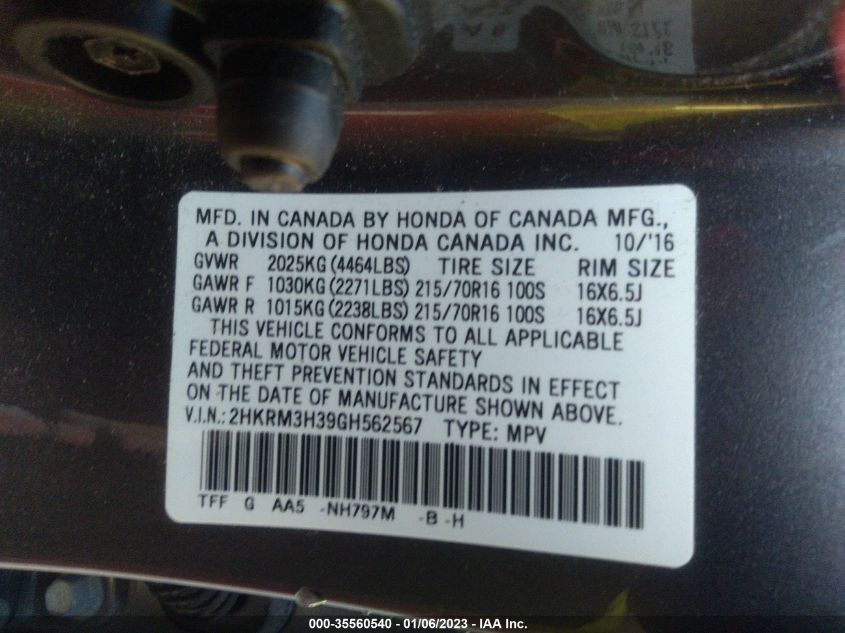 MFD. IN CANADA BY HONDA OF CANADA MFG.,
A DIVISION OF HONDA CANADA INC. 10/'16
GVWR 2025KG (4464LBS) TIRE SIZE RIM SIZE
GAWR F 1030KG (2271LBS) 215/70R16 100S 16X6.5J
GAWR R 1015KG (2238LBS) 215/70R16 100S 16X6.5J
THIS VEHICLE CONFORMS TO ALL APPLICABLE
FEDERAL MOTOR VEHICLE SAFETY
AND THEFT PREVENTION STANDARDS IN EFFECT
ON THE DATE OF MANUFACTURE SHOWN ABOVE.
V.I.N.: 2HKRM3H39GH562567 TYPE: MPV
TFF G AA5 -NH797M -B -H
000-35560540 - 01/06/2023 - IAA Inc.